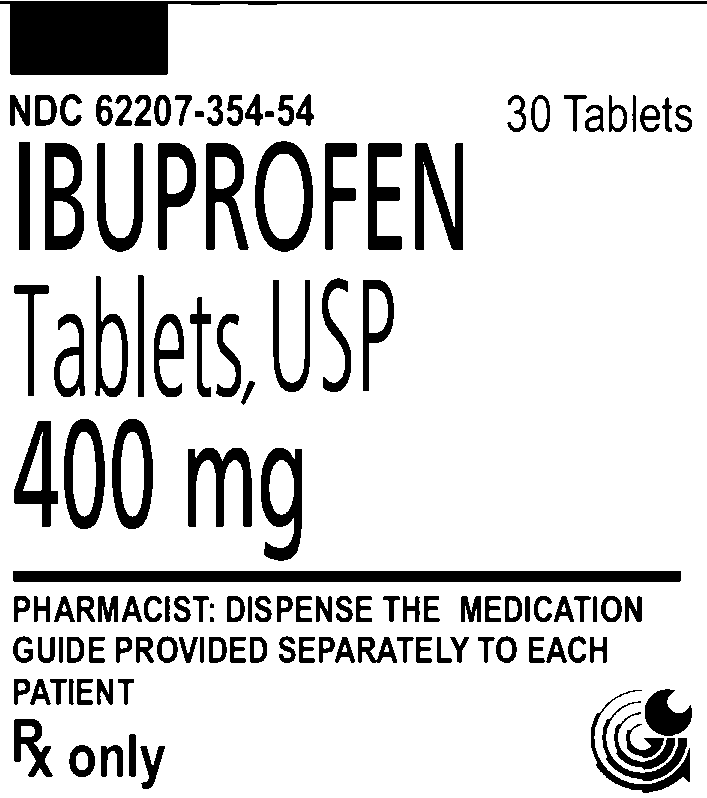 NDC 62207-354-54
30 Tablets
IBUPROFEN
Tablets, USP
400 mg
PHARMACIST: DISPENSE THE MEDICATION
GUIDE PROVIDED SEPARATELY TO EACH
PATIENT
Rx only